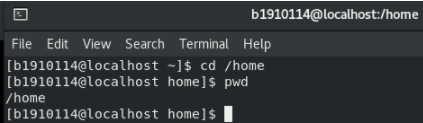 b1910114@localhost:/home
File Edit View Search Terminal Help
[b1910114@localhost ~]$ cd /home
[b1910114@localhost home]$ pwd
/home
[b1910114@localhost home]$